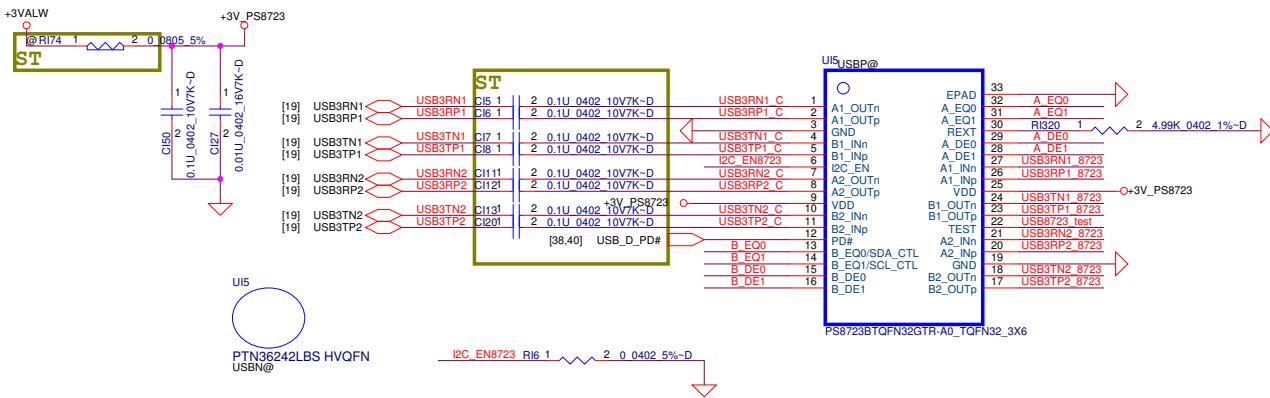 +3VALW
+3V_PS8723
@ RI74 1 2 0_0805_5%
ST
CI50 1 2 0.1U_0402_10V7K~D
CI27 1 2 0.01U_0402_16V7K~D
ST
[19] USB3RN1 USB3RN1 CI5 1 2 0.1U_0402_10V7K~D USB3RN1_C
[19] USB3RP1 USB3RP1 CI6 1 2 0.1U_0402_10V7K~D USB3RP1_C
[19] USB3TN1 USB3TN1 CI7 1 2 0.1U_0402_10V7K~D USB3TN1_C
[19] USB3TP1 USB3TP1 CI8 1 2 0.1U_0402_10V7K~D USB3TP1_C
I2C_EN8723
[19] USB3RN2 USB3RN2 CI11 1 2 0.1U_0402_10V7K~D USB3RN2_C
[19] USB3RP2 USB3RP2 CI12 1 2 0.1U_0402_10V7K~D USB3RP2_C
+3V_PS8723
[19] USB3TN2 USB3TN2 CI13 1 2 0.1U_0402_10V7K~D USB3TN2_C
[19] USB3TP2 USB3TP2 CI20 1 2 0.1U_0402_10V7K~D USB3TP2_C
[38,40] USB_D_PD#
B_EQ0
B_EQ1
B_DE0
B_DE1
UI5
USBP@
1 A1_OUTn
2 A1_OUTp
3 GND
4 B1_INn
5 B1_INp
6 I2C_EN
7 A2_OUTn
8 A2_OUTp
9 VDD
10 B2_INn
11 B2_INp
12 PD#
13 B_EQ0/SDA_CTL
14 B_EQ1/SCL_CTL
15 B_DE0
16 B_DE1
EPAD 33
A_EQ0 32 A_EQ0
A_EQ1 31 A_EQ1
REXT 30 RI320 1 2 4.99K_0402_1%~D
A_DE0 29 A_DE0
A_DE1 28 A_DE1
A1_INn 27 USB3RN1_8723
A1_INp 26 USB3RP1_8723
VDD 25 +3V_PS8723
B1_OUTn 24 USB3TN1_8723
B1_OUTp 23 USB3TP1_8723
TEST 22 US8723_test
A2_INn 21 USB3RN2_8723
A2_INp 20 USB3RP2_8723
GND 19
B2_OUTn 18 USB3TN2_8723
B2_OUTp 17 USB3TP2_8723
PS8723BTQFN32GTR-A0_TQFN32_3X6
UI5
PTN36242LBS HVQFN
USBN@
I2C_EN8723 RI6 1 2 0_0402_5%~D